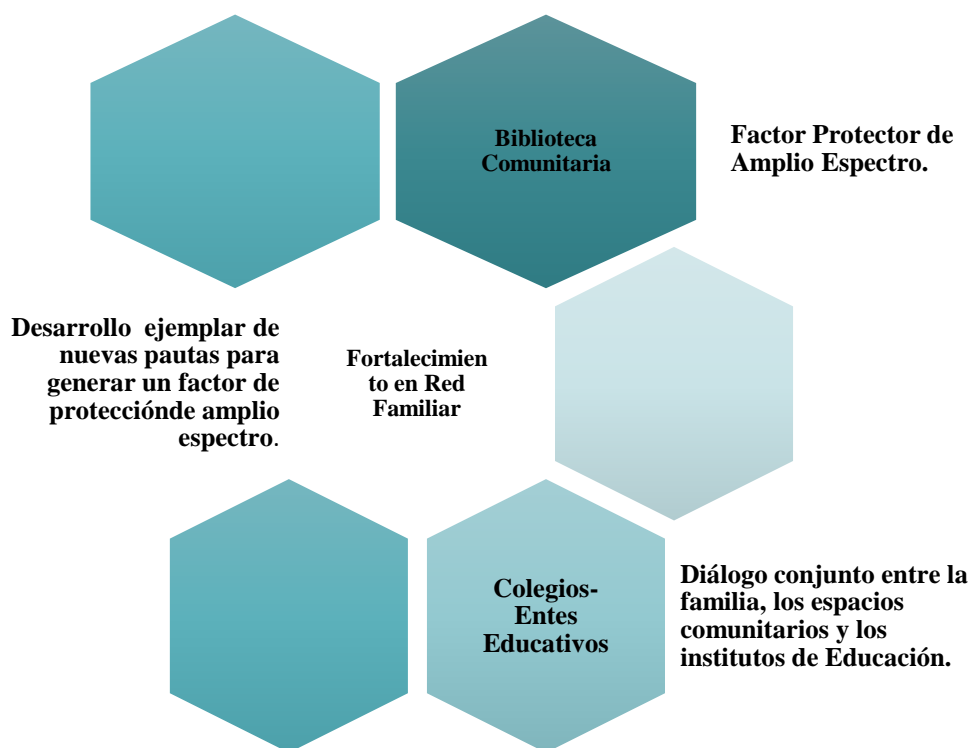 Biblioteca
Comunitaria
Factor Protector de
Amplio Espectro.
Desarrollo  ejemplar de
nuevas pautas para
generar un factor de
protecciónde amplio
espectro.
Fortalecimien
to en Red
Familiar
Colegios-
Entes
Educativos
Diálogo conjunto entre la
familia, los espacios
comunitarios y los
institutos de Educación.